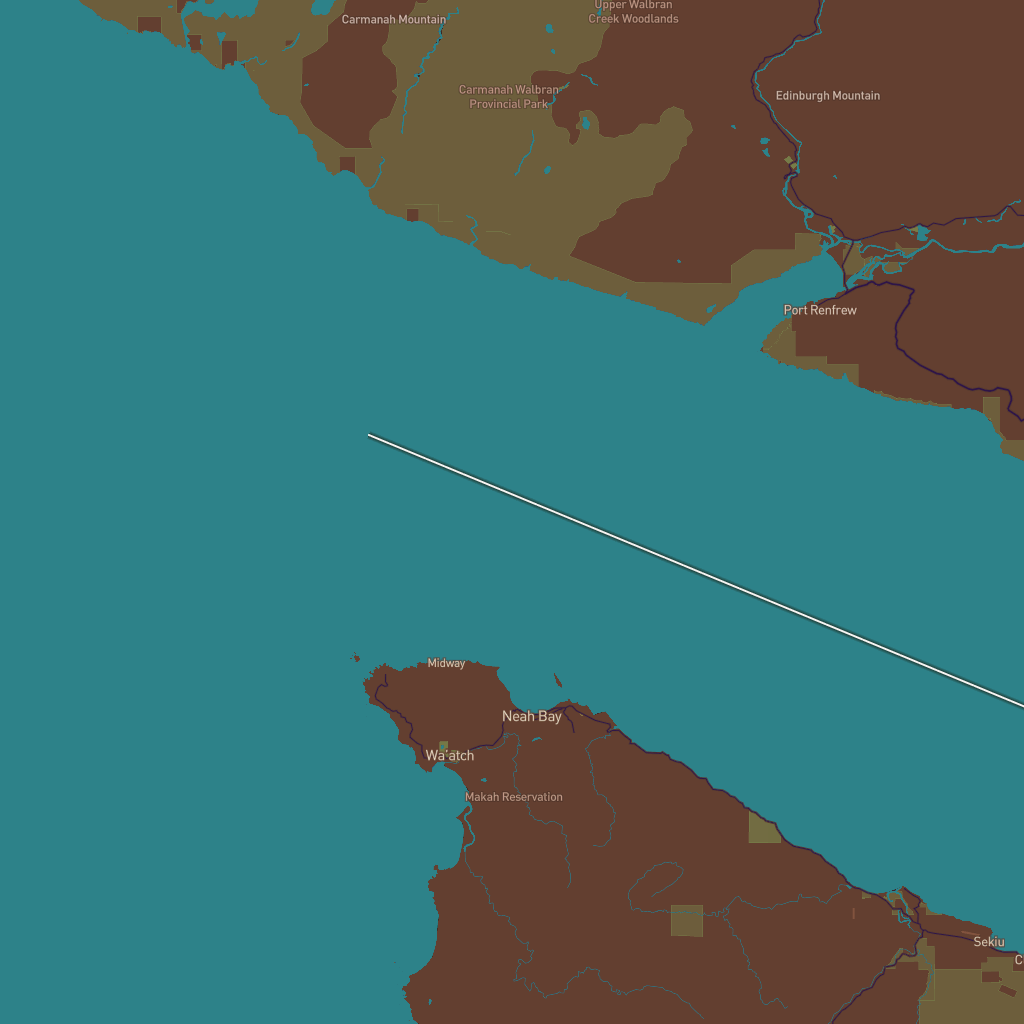 Upper Walbran
Creek Woodlands
Carmanah Mountain
Carmanah Walbran
Provincial Park
Edinburgh Mountain
Port Renfrew
Midway
Neah Bay
Wa'atch
Makah Reservation
Sekiu
C